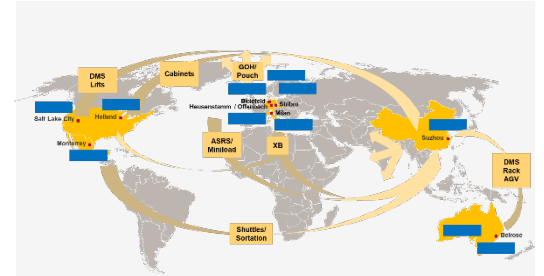 DMS
Lifts
Cabinets
GOH/
Pouch
Bielefeld
Stribro
Heusenstamm / Offenbach
Milan
Salt Lake City
Holland
Monterrey
ASRS/
Miniload
XB
Suzhou
DMS
Rack
AGV
Shuttles/
Sortation
Belrose